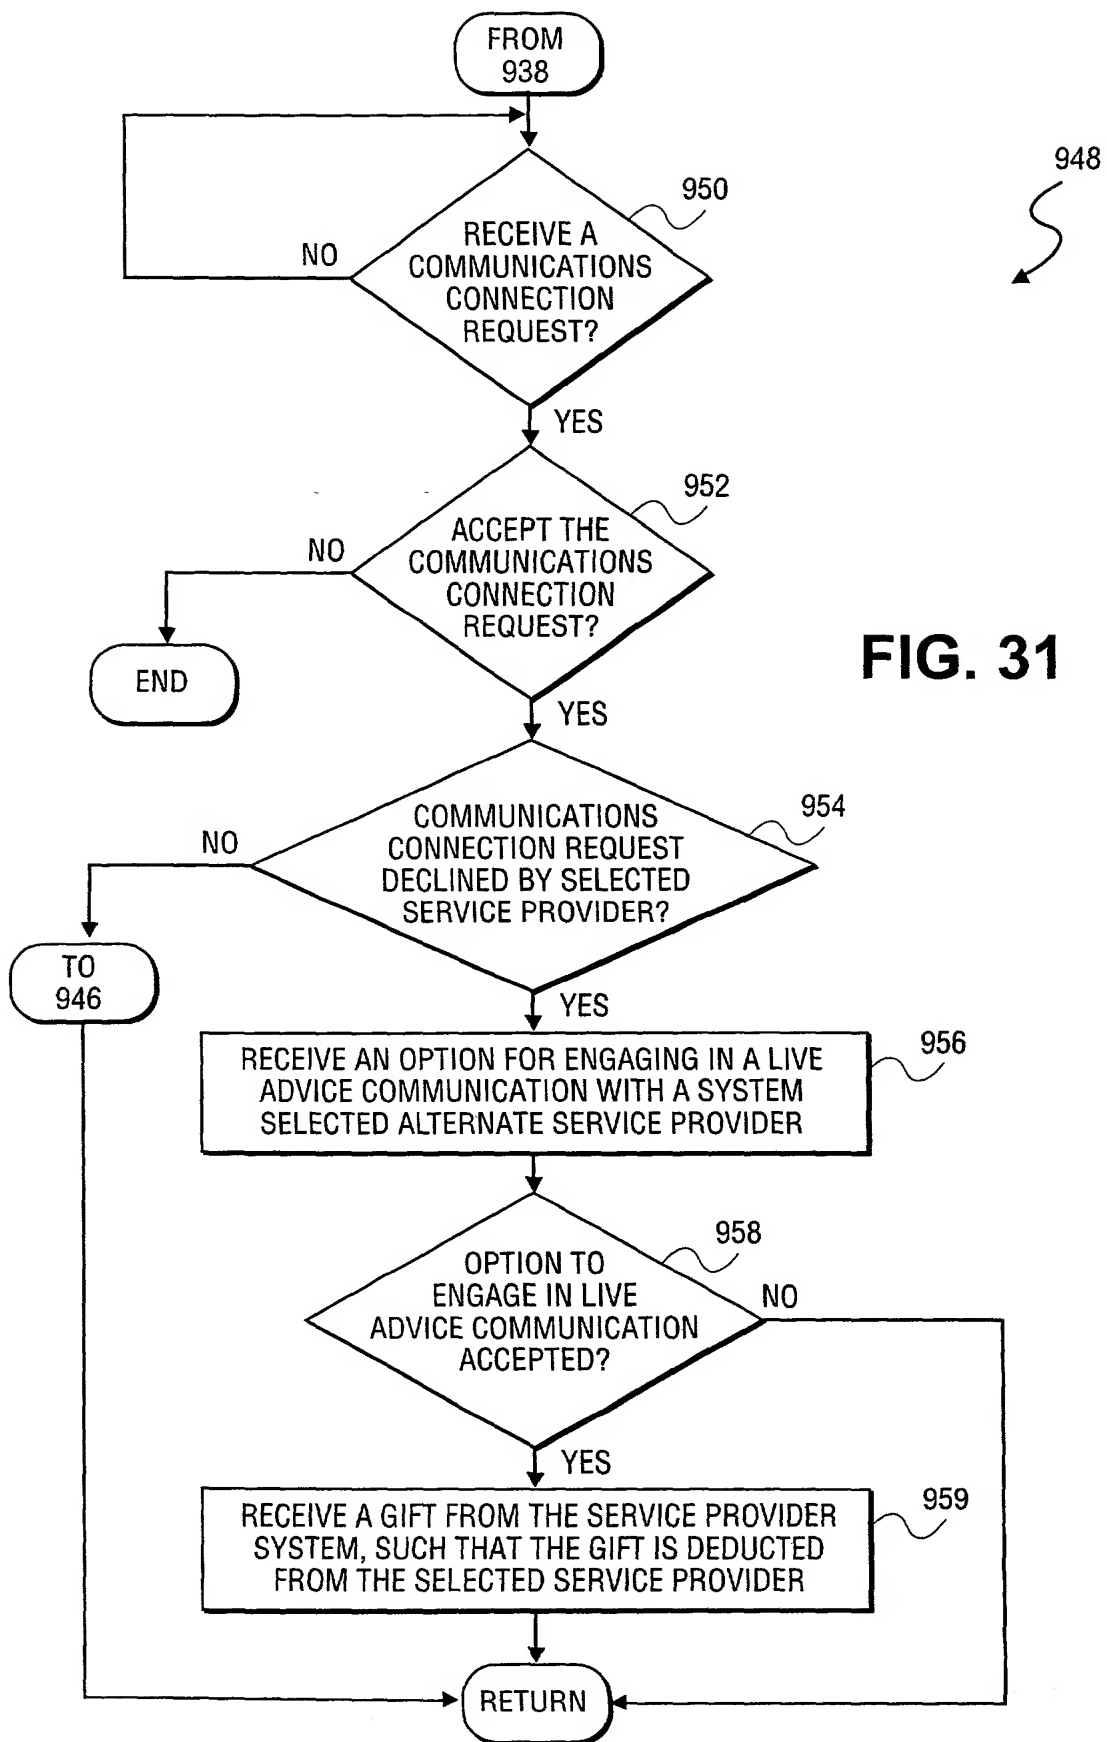 FROM
938
948
950
RECEIVE A
COMMUNICATIONS
CONNECTION
REQUEST?
NO
YES
952
ACCEPT THE
COMMUNICATIONS
CONNECTION
REQUEST?
NO
END
FIG. 31
YES
954
COMMUNICATIONS
CONNECTION REQUEST
DECLINED BY SELECTED
SERVICE PROVIDER?
NO
TO
946
YES
956
RECEIVE AN OPTION FOR ENGAGING IN A LIVE
ADVICE COMMUNICATION WITH A SYSTEM
SELECTED ALTERNATE SERVICE PROVIDER
958
OPTION TO
ENGAGE IN LIVE
ADVICE COMMUNICATION
ACCEPTED?
NO
YES
959
RECEIVE A GIFT FROM THE SERVICE PROVIDER
SYSTEM, SUCH THAT THE GIFT IS DEDUCTED
FROM THE SELECTED SERVICE PROVIDER
RETURN